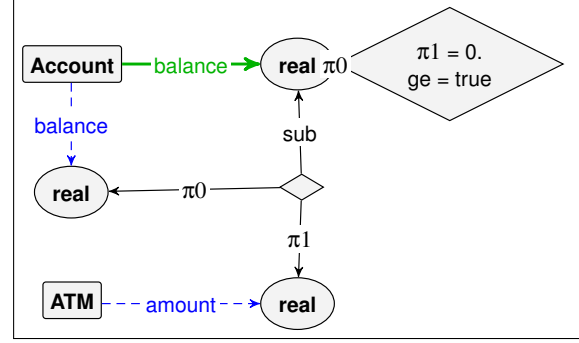 Account
balance
real
π0
π1 = 0.
ge = true
balance
sub
real
π0
π1
ATM
amount
real